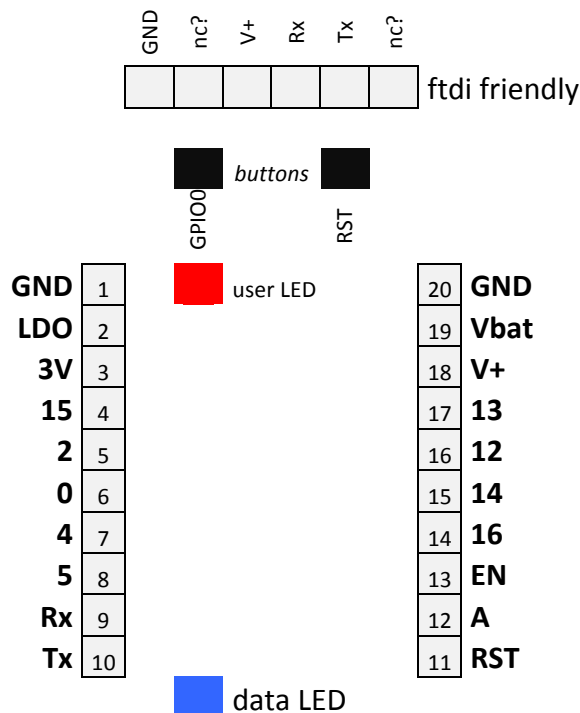 GND nc? V+ Rx Tx nc?
ftdi friendly
buttons
GPIO0 RST
user LED
GND 1 20 GND
LDO 2 19 Vbat
3V 3 18 V+
15 4 17 13
2 5 16 12
0 6 15 14
4 7 14 16
5 8 13 EN
Rx 9 12 A
Tx 10 11 RST
data LED